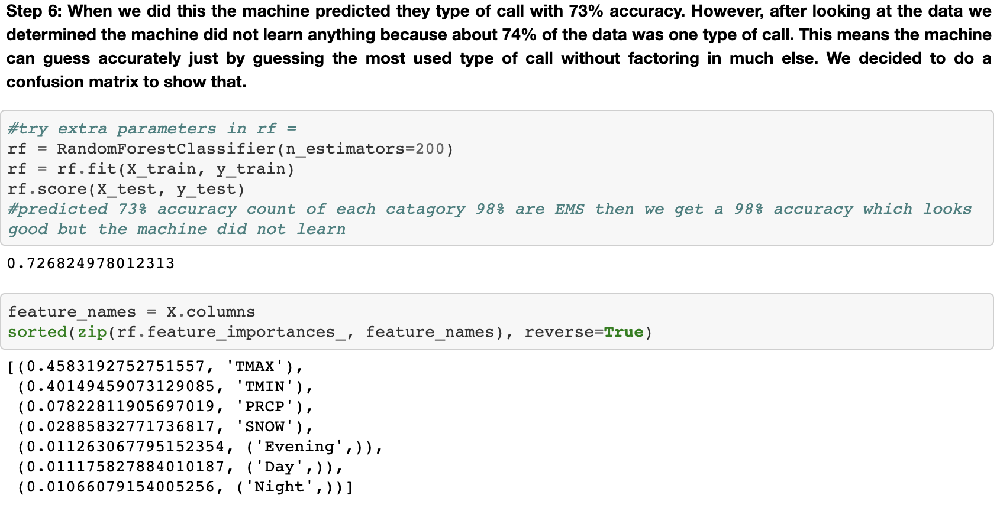 Step 6: When we did this the machine predicted they type of call with 73% accuracy. However, after looking at the data we
determined the machine did not learn anything because about 74% of the data was one type of call. This means the machine
can guess accurately just by guessing the most used type of call without factoring in much else. We decided to do a
confusion matrix to show that.
#try extra parameters in rf =
rf = RandomForestClassifier(n_estimators=200)
rf = rf.fit(X_train, y_train)
rf.score(X_test, y_test)
#predicted 73% accuracy count of each catagory 98% are EMS then we get a 98% accuracy which looks
good but the machine did not learn
0.726824978012313
feature_names = X.columns
sorted(zip(rf.feature_importances_, feature_names), reverse=True)
[(0.4583192752751557, 'TMAX'),
(0.40149459073129085, 'TMIN'),
(0.07822811905697019, 'PRCP'),
(0.02885832771736817, 'SNOW'),
(0.011263067795152354, ('Evening',)),
(0.011175827884010187, ('Day',)),
(0.01066079154005256, ('Night',))]